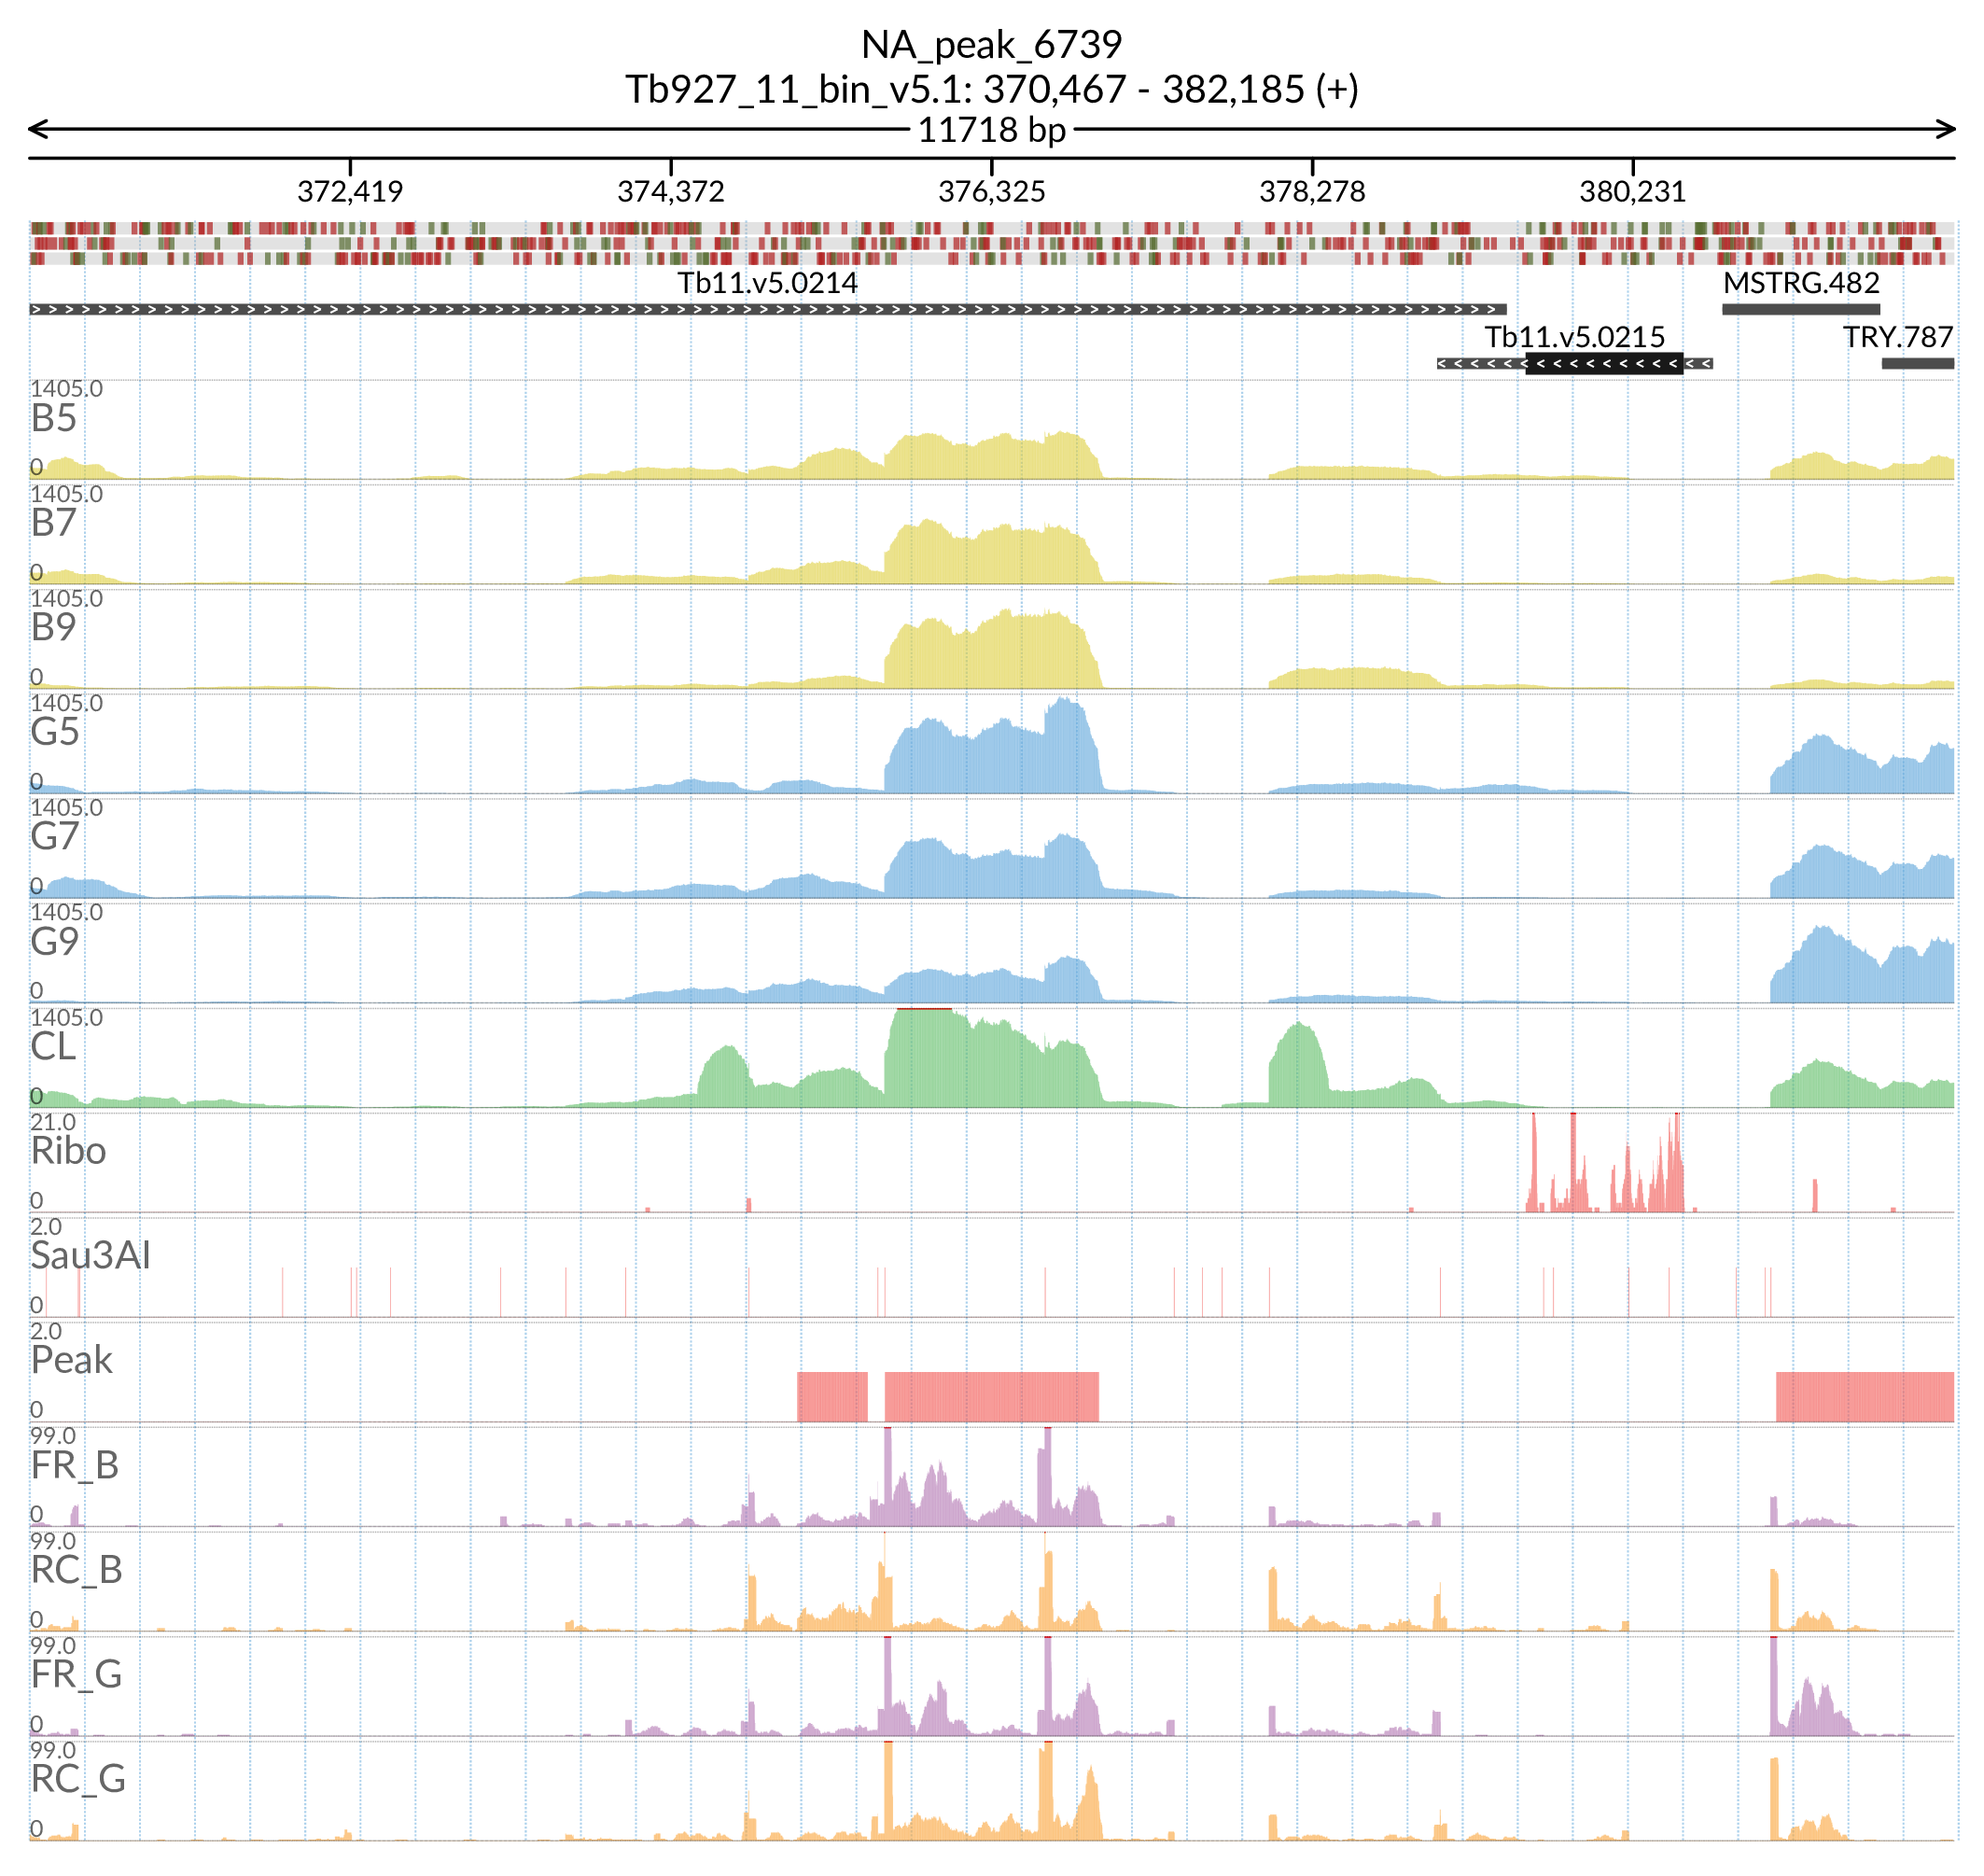 NA_peak_6739
Tb927_11_bin_v5.1: 370,467 - 382,185 (+)
11718 bp
372,419 374,372 376,325 378,278 380,231
Tb11.v5.0214 MSTRG.482
Tb11.v5.0215 TRY.787
1405.0
B5
0
1405.0
B7
0
1405.0
B9
0
1405.0
G5
0
1405.0
G7
0
1405.0
G9
0
1405.0
CL
0
21.0
Ribo
0
2.0
Sau3AI
0
2.0
Peak
0
99.0
FR_B
0
99.0
RC_B
0
99.0
FR_G
0
99.0
RC_G
0